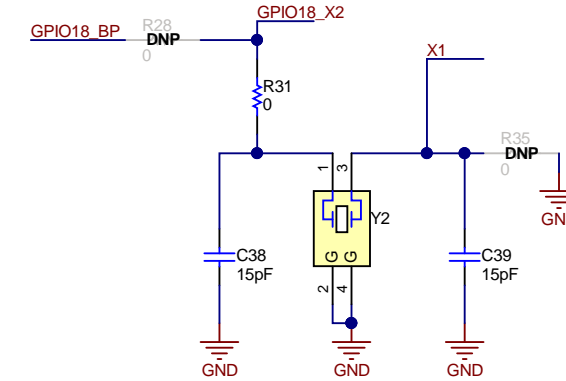 GPIO18_X2
GPIO18_BP
R28
DNP
0
X1
R31
0
R35
DNP
0
1
3
GN
Y2
C38
15pF
G
G
C39
15pF
2
4
GND
GND
GND